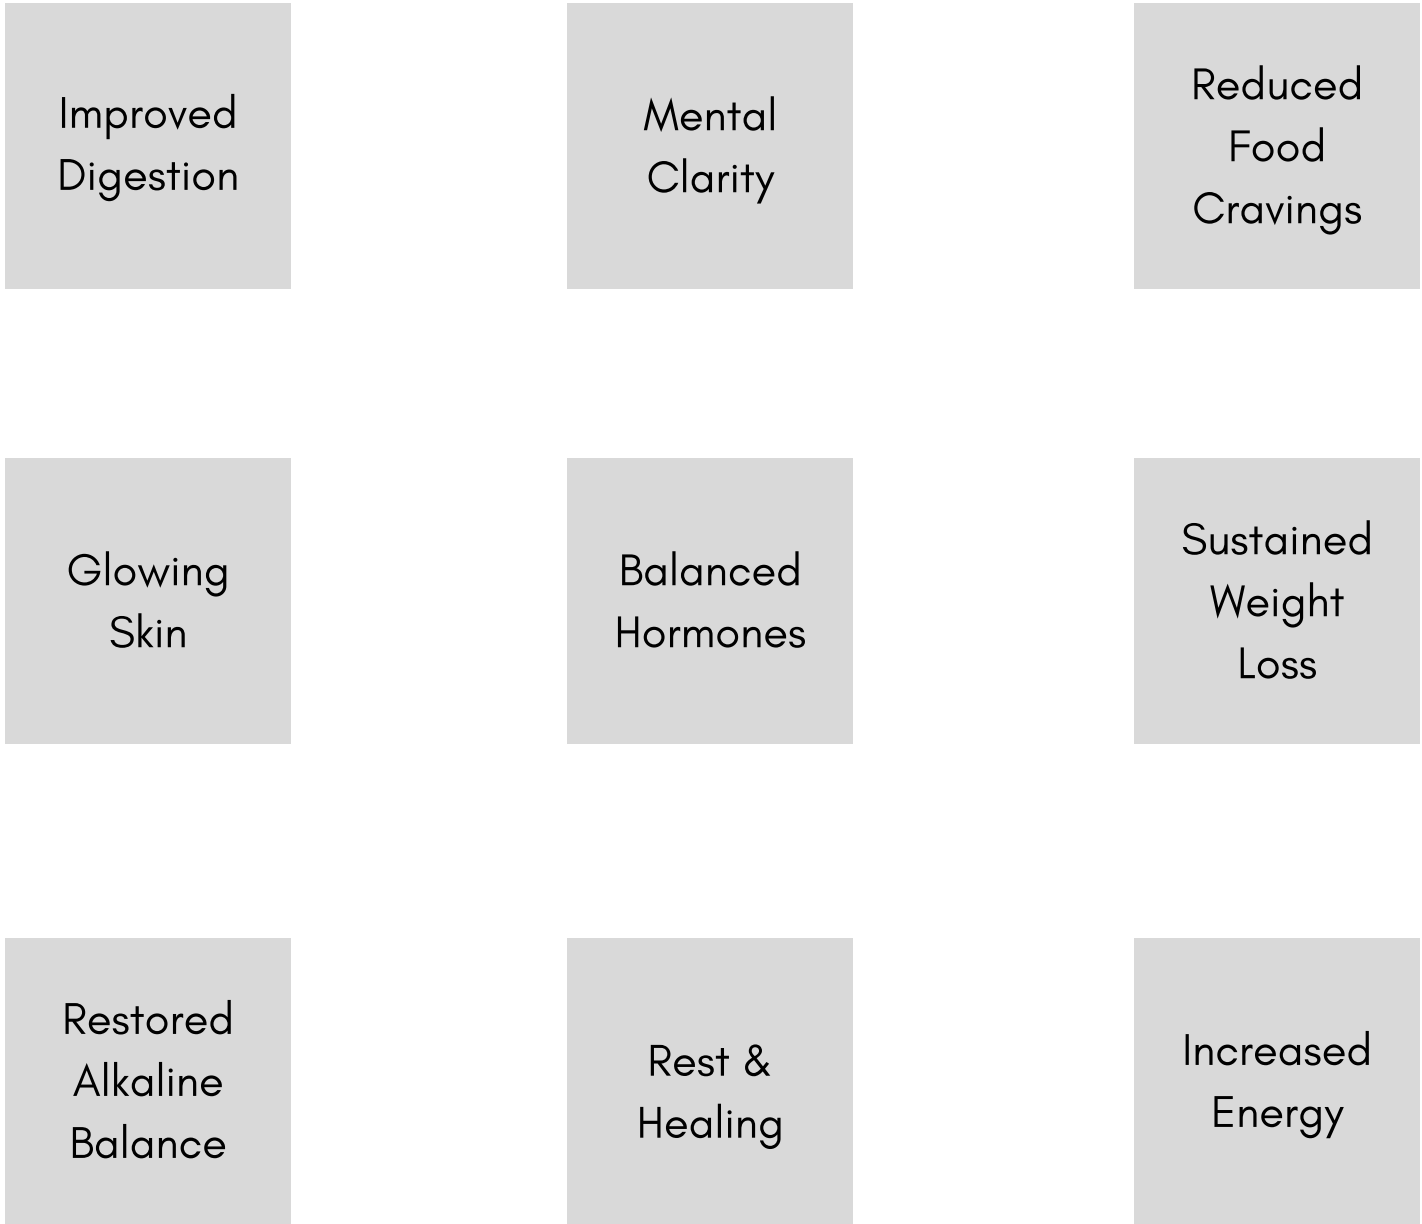 Improved
Digestion
Mental
Clarity
Reduced
Food
Cravings
Glowing
Skin
Balanced
Hormones
Sustained
Weight
Loss
Restored
Alkaline
Balance
Rest &
Healing
Increased
Energy